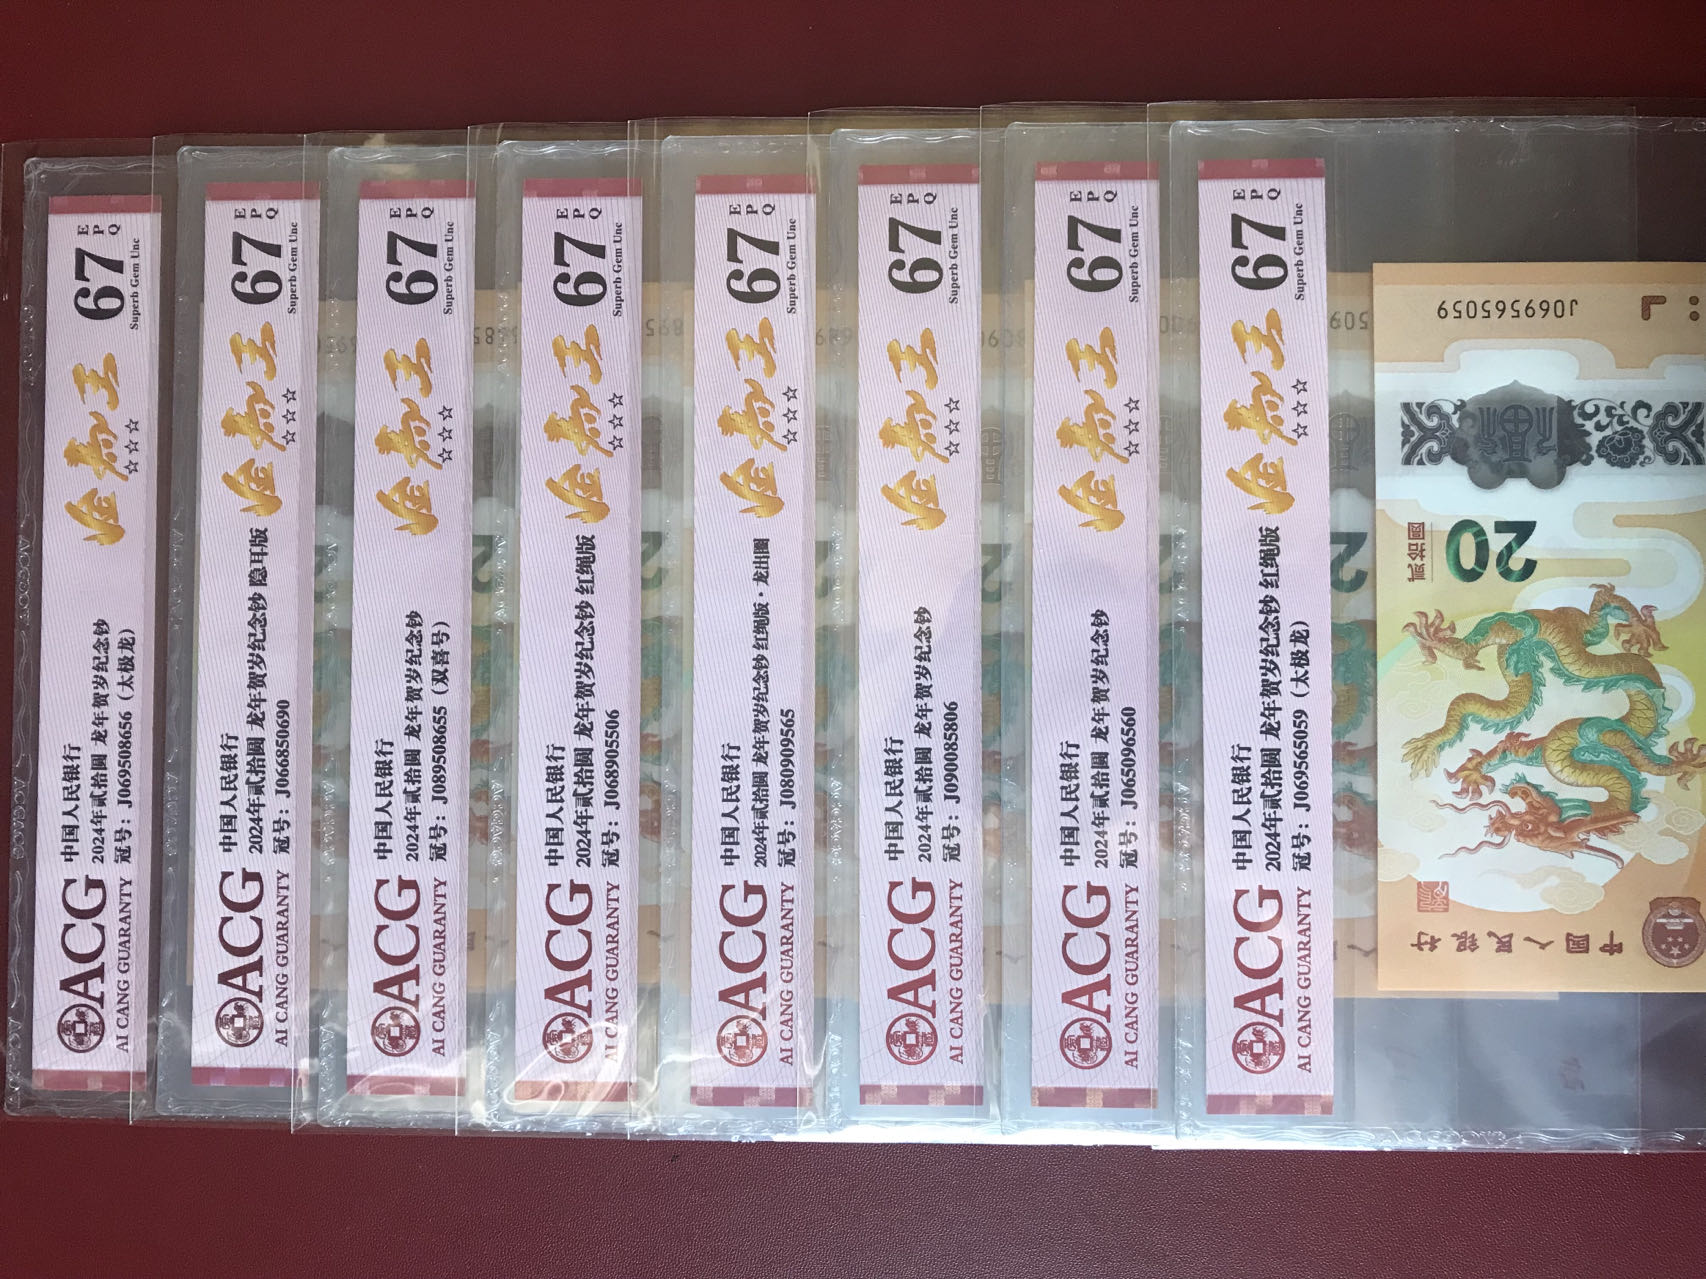 ACG
AI CANG GUARANTY
中国人民银行
2024年贰拾圆 龙年贺岁纪念钞
冠号：J069508656（太极龙）
金
王
☆☆☆
67
EPQ
Superb Gem Unc
ACG
AI CANG GUARANTY
中国人民银行
2024年贰拾圆 龙年贺岁纪念钞 隐耳版
冠号：J066850690
金
王
☆☆☆☆
67
EPQ
Superb Gem Unc
ACG
AI CANG GUARANTY
中国人民银行
2024年贰拾圆 龙年贺岁纪念钞
冠号：J089508655（双喜号）
金
王
☆☆☆☆
67
EPQ
Superb Gem Unc
ACG
AI CANG GUARANTY
中国人民银行
2024年贰拾圆 龙年贺岁纪念钞 红绳版
冠号：J068905506
金
王
☆☆☆☆
67
EPQ
Superb Gem Unc
ACG
AI CANG GUARANTY
中国人民银行
2024年贰拾圆 龙年贺岁纪念钞 红绳版·龙出圈
冠号：J080909565
金
王
☆☆☆☆
67
EPQ
Superb Gem Unc
ACG
AI CANG GUARANTY
中国人民银行
2024年贰拾圆 龙年贺岁纪念钞
冠号：J090085806
金
王
☆☆☆☆
67
EPQ
Superb Gem Unc
ACG
AI CANG GUARANTY
中国人民银行
2024年贰拾圆 龙年贺岁纪念钞
冠号：J065096560
金
王
☆☆☆☆
67
EPQ
Superb Gem Unc
ACG
AI CANG GUARANTY
中国人民银行
2024年贰拾圆 龙年贺岁纪念钞 红绳版
冠号：J069565059（太极龙）
金
王
☆☆☆☆
67
EPQ
Superb Gem Unc
J069565059
20
贰拾圆
中国人民银行